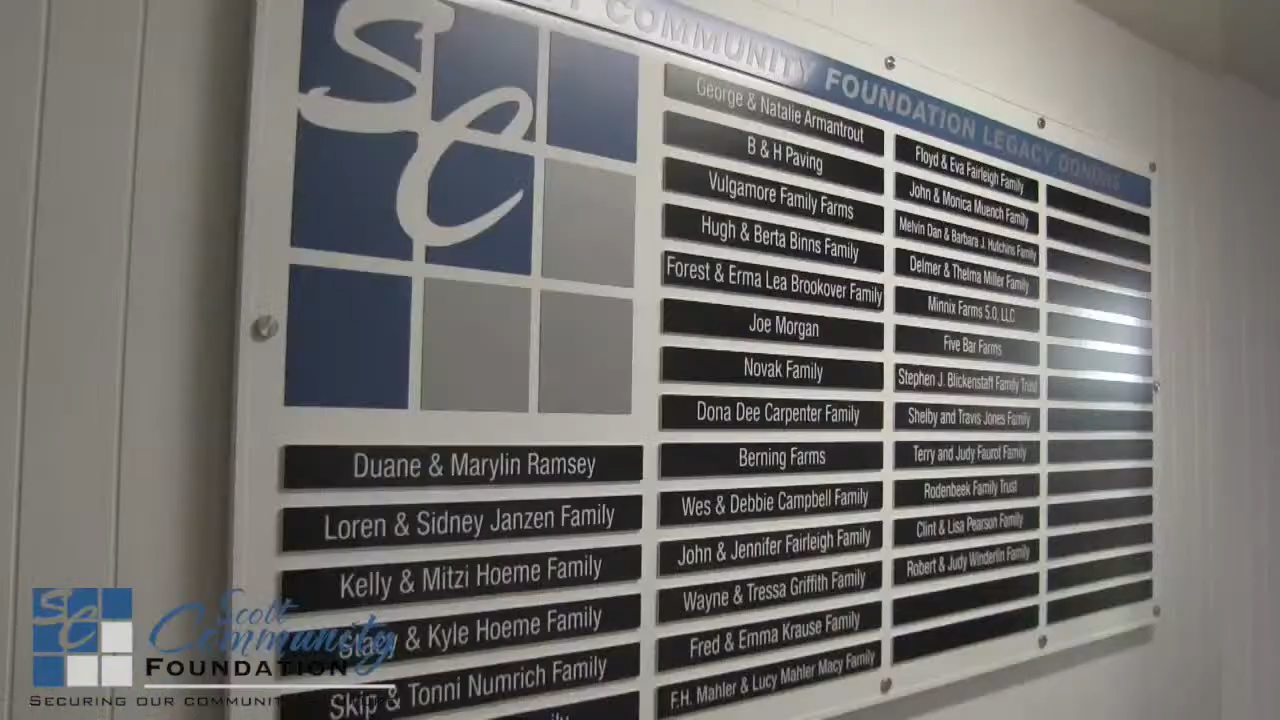 SC
COMMUNITY FOUNDATION LEGACY DONORS
Duane & Marylin Ramsey
Loren & Sidney Janzen Family
Kelly & Mitzi Hoeme Family
Stacy & Kyle Hoeme Family
Skip & Tonni Numrich Family
George & Natalie Armantrout
B & H Paving
Vulgamore Family Farms
Hugh & Berta Binns Family
Forest & Erma Lea Brookover Family
Joe Morgan
Novak Family
Dona Dee Carpenter Family
Berning Farms
Wes & Debbie Campbell Family
John & Jennifer Fairleigh Family
Wayne & Tressa Griffith Family
Fred & Emma Krause Family
F.H. Mahler & Lucy Mahler Macy Family
Floyd & Eva Fairleigh Family
John & Monica Muench Family
Melvin Dan & Barbara J. Hutchins Family
Delmer & Thelma Miller Family
Minnix Farms 5.0, LLC
Five Bar Farms
Stephen J. Blickenstaff Family Trust
Shelby and Travis Jones Family
Terry and Judy Faurot Family
Rodenbeek Family Trust
Clint & Lisa Pearson Family
Robert & Judy Winderlin Family
SC
Scott
Community
FOUNDATION
SECURING OUR COMMUNITY